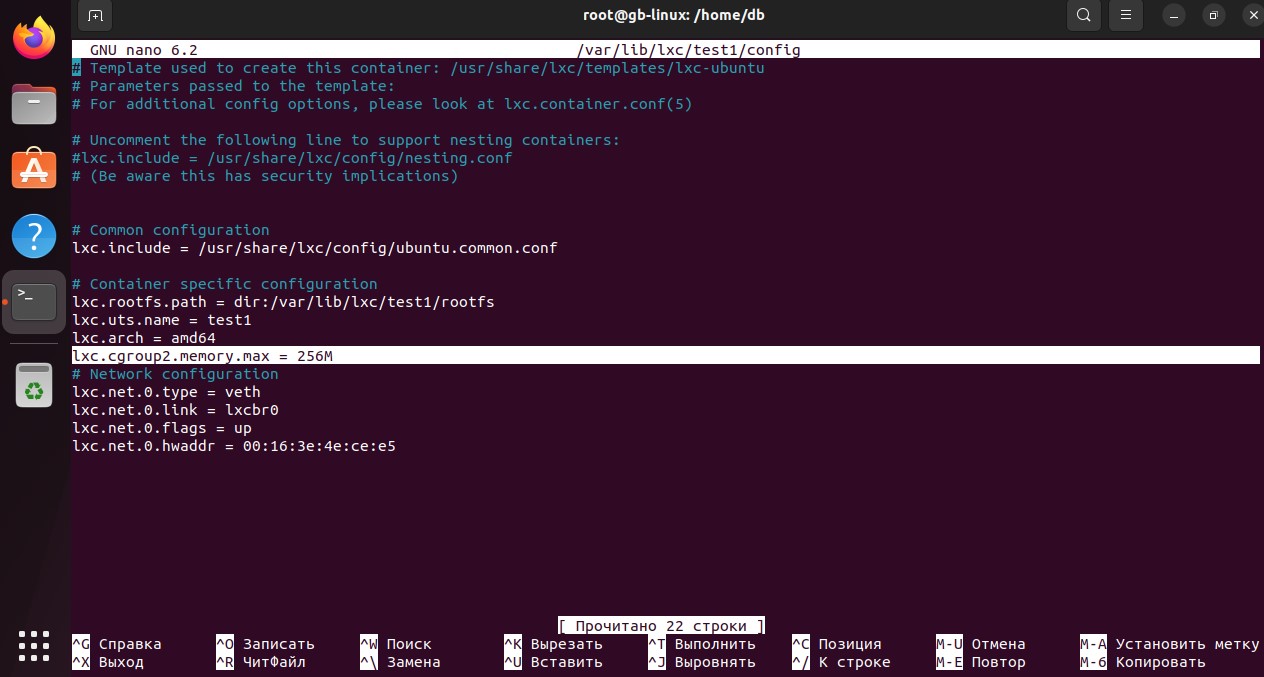 root@gb-linux: /home/db
GNU nano 6.2 /var/lib/lxc/test1/config
# Template used to create this container: /usr/share/lxc/templates/lxc-ubuntu
# Parameters passed to the template:
# For additional config options, please look at lxc.container.conf(5)
# Uncomment the following line to support nesting containers:
#lxc.include = /usr/share/lxc/config/nesting.conf
# (Be aware this has security implications)
# Common configuration
lxc.include = /usr/share/lxc/config/ubuntu.common.conf
# Container specific configuration
lxc.rootfs.path = dir:/var/lib/lxc/test1/rootfs
lxc.uts.name = test1
lxc.arch = amd64
lxc.cgroup2.memory.max = 256M
# Network configuration
lxc.net.0.type = veth
lxc.net.0.link = lxcbr0
lxc.net.0.flags = up
lxc.net.0.hwaddr = 00:16:3e:4e:ce:e5
[ Прочитано 22 строки ]
^G Справка ^O Записать ^W Поиск ^K Вырезать ^T Выполнить ^C Позиция M-U Отмена M-A Установить метку
^X Выход ^R ЧитФайл ^\ Замена ^U Вставить ^J Выровнять ^/ К строке M-E Повтор M-6 Копировать